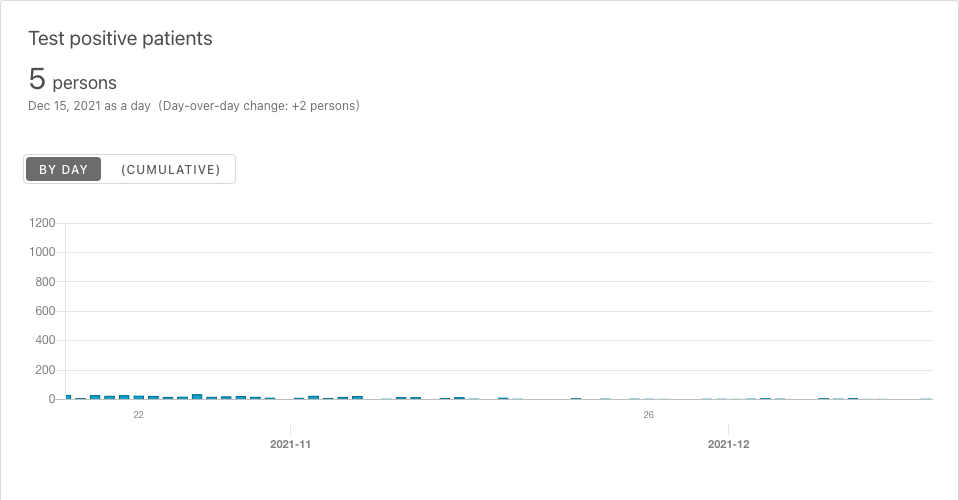 Test positive patients
5 persons
Dec 15, 2021 as a day (Day-over-day change: +2 persons)
BY DAY (CUMULATIVE)
1200
1000
800
600
400
200
0
22 26
2021-11 2021-12